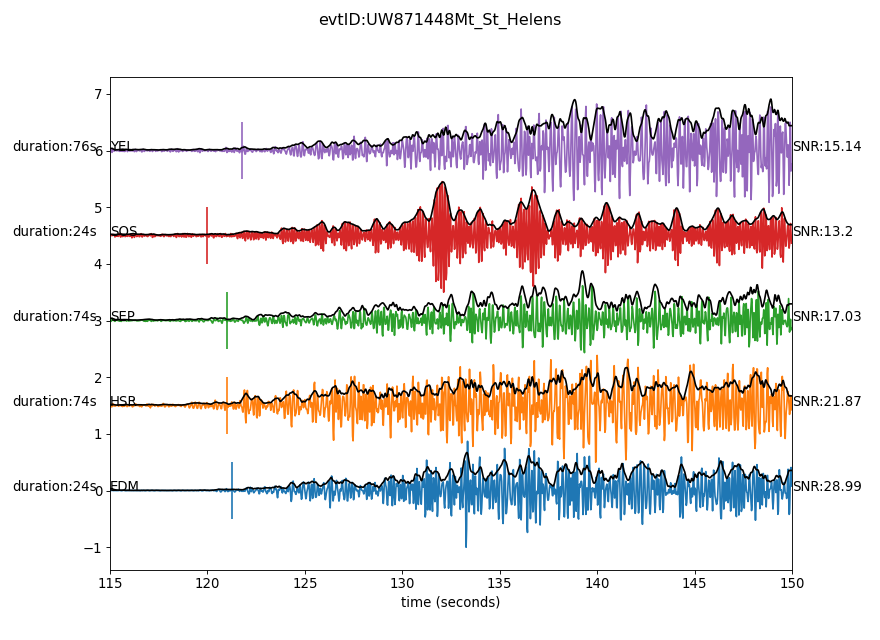 evtID:UW871448Mt_St_Helens
7
duration:76s YEL 6 SNR:15.14
5
duration:24s SOS SNR:13.2
4
duration:74s SEP 3 SNR:17.03
2
duration:74s HSR SNR:21.87
1
duration:24s EDM 0 SNR:28.99
−1
115 120 125 130 135 140 145 150
time (seconds)